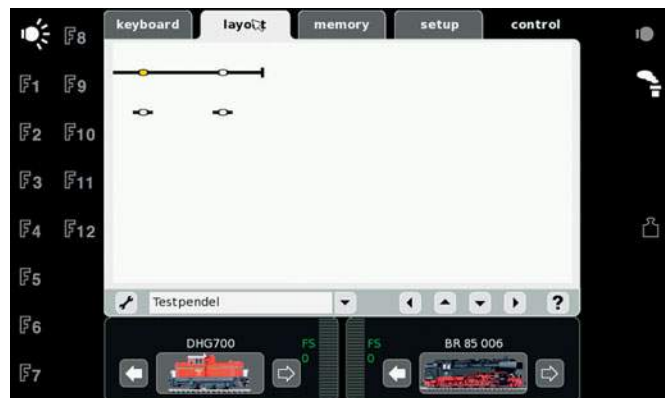 keyboard layout memory setup control
F8
F1 F9
F2 F10
F3 F11
F4 F12
F5
Testpendel ?
F6
DHG700 FS FS BR 85 006
0 0
F7